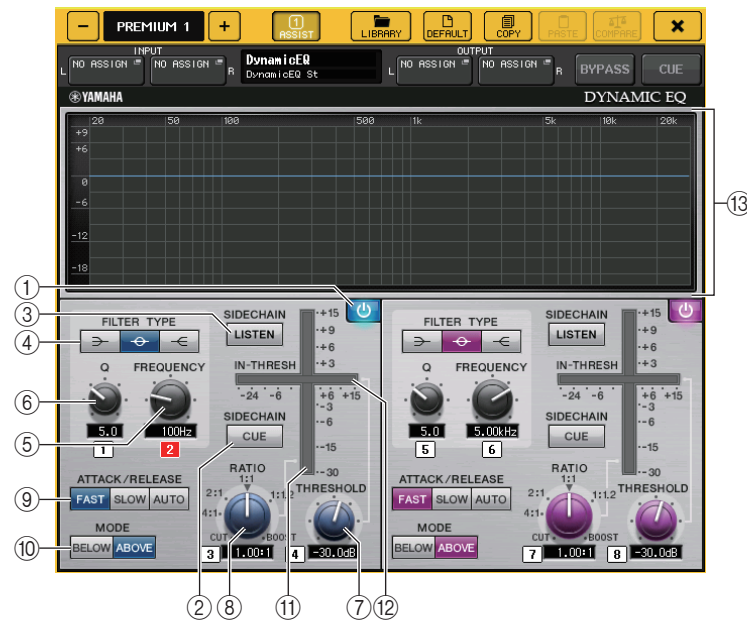 PREMIUM 1
1
ASSIST
LIBRARY
DEFAULT
COPY
PASTE
COMPARE
INPUT
OUTPUT
L
NO ASSIGN
NO ASSIGN
R
DynamicEQ
DynamicEQ St
L
NO ASSIGN
NO ASSIGN
R
BYPASS
CUE
YAMAHA
DYNAMIC EQ
20 50 100 500 1k 5k 10k 20k
+9
+6
0
-6
-12
-18
⑬
①
③
④
⑥
⑤
⑨
⑩
FILTER TYPE
SIDECHAIN
LISTEN
+15
+9
+6
+3
Q
FREQUENCY
IN-THRESH
-24 -6 +6 +15
-3
-6
-15
-30
5.0
100Hz
1
2
SIDECHAIN
CUE
ATTACK/RELEASE
FAST SLOW AUTO
RATIO
1:1
2:1
1:1.2
4:1
CUT
BOOST
THRESHOLD
MODE
BELOW ABOVE
3
1.00:1
4
-30.0dB
FILTER TYPE
SIDECHAIN
LISTEN
+15
+9
+6
+3
Q
FREQUENCY
IN-THRESH
-24 -6 +6 +15
-3
-6
-15
-30
5.0
5.00kHz
5
6
SIDECHAIN
CUE
ATTACK/RELEASE
FAST SLOW AUTO
RATIO
1:1
2:1
1:1.2
4:1
CUT
BOOST
THRESHOLD
MODE
BELOW ABOVE
7
1.00:1
8
-30.0dB
② ⑧ ⑪ ⑦ ⑫